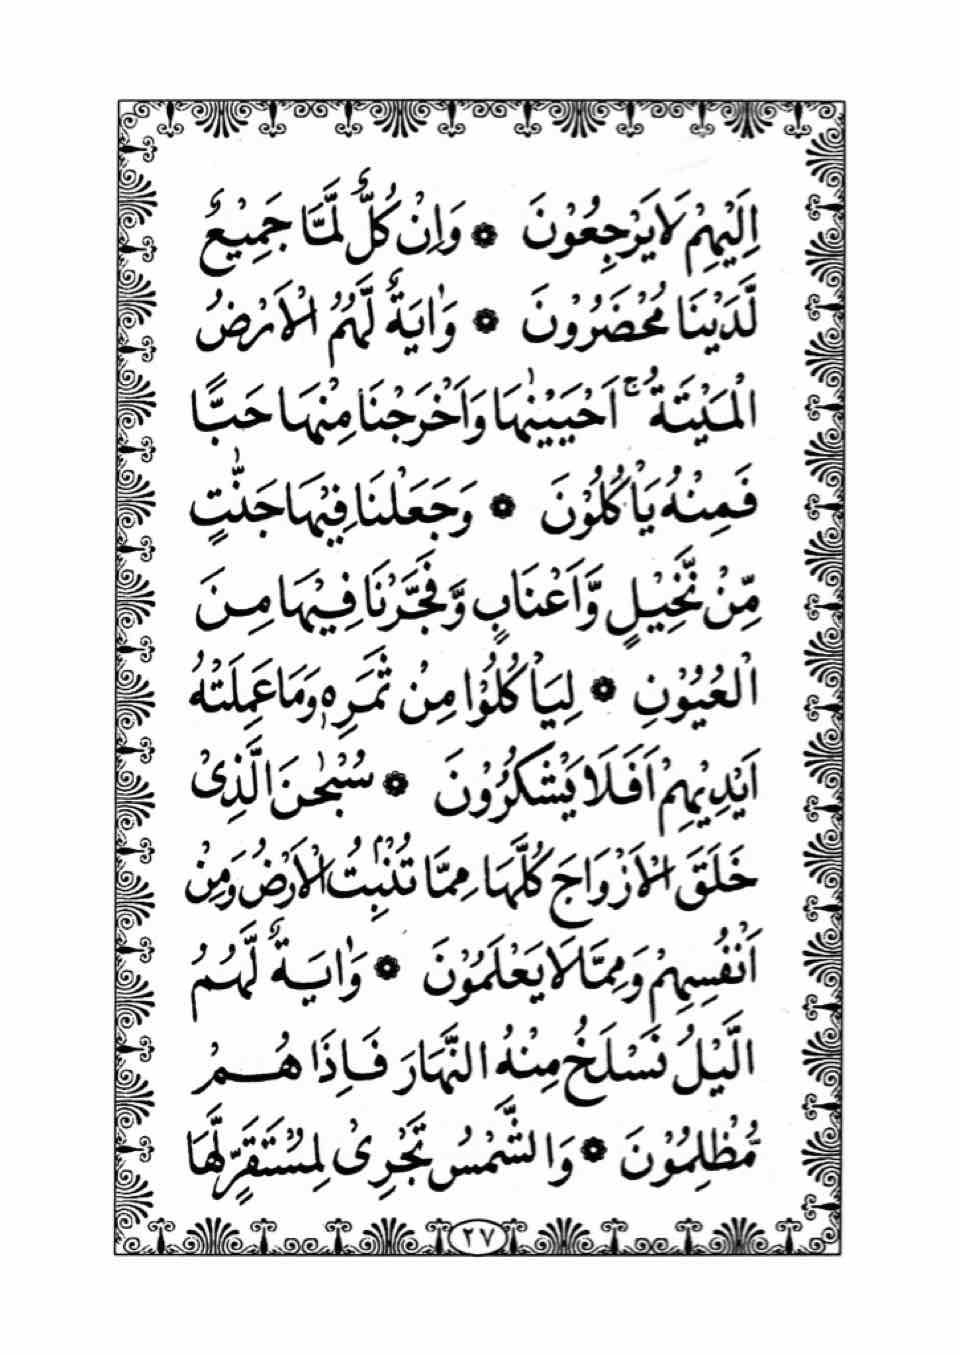 اِلَيْهِمْ لَا يَرْجِعُوْنَ ۞ وَاِنْ كُلٌّ لَّمَّا جَمِيْعٌ
لَّدَيْنَا مُحْضَرُوْنَ ۞ وَاٰيَةٌ لَّهُمُ الْاَرْضُ
الْمَيْتَةُ ۚ اَحْيَيْنٰهَا وَاَخْرَجْنَا مِنْهَا حَبًّا
فَمِنْهُ يَاْكُلُوْنَ ۞ وَجَعَلْنَا فِيْهَا جَنّٰتٍ
مِّنْ نَّخِيْلٍ وَّاَعْنَابٍ وَّفَجَّرْنَا فِيْهَا مِنَ
الْعُيُوْنِ ۞ لِيَاْكُلُوْا مِنْ ثَمَرِهٖ وَمَا عَمِلَتْهُ
اَيْدِيْهِمْ اَفَلَا يَشْكُرُوْنَ ۞ سُبْحٰنَ الَّذِىْ
خَلَقَ الْاَزْوَاجَ كُلَّهَا مِمَّا تُنْۢبِتُ الْاَرْضُ وَمِنْ
اَنْفُسِهِمْ وَمِمَّا لَا يَعْلَمُوْنَ ۞ وَاٰيَةٌ لَّهُمُ
الَّيْلُ نَسْلَخُ مِنْهُ النَّهَارَ فَاِذَا هُمْ
مُّظْلِمُوْنَ ۞ وَالشَّمْسُ تَجْرِىْ لِمُسْتَقَرٍّ لَّهَا
٢٧